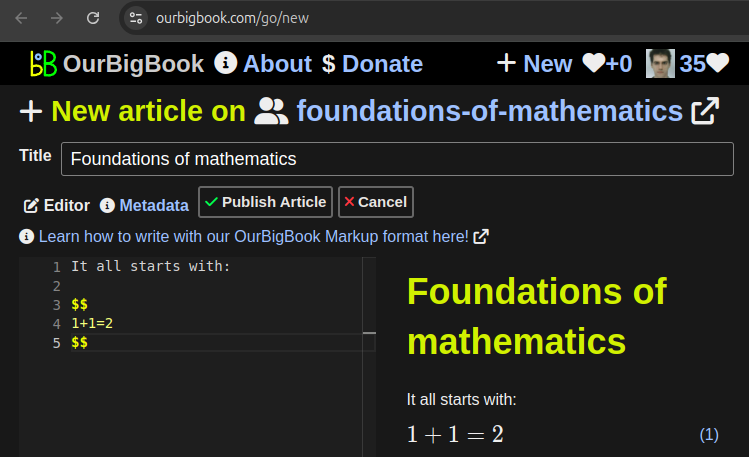 ourbigbook.com/go/new
OurBigBook About $ Donate New +0 35
New article on foundations-of-mathematics
Title Foundations of mathematics
Editor Metadata Publish Article Cancel
Learn how to write with our OurBigBook Markup format here!
1 It all starts with:
2
3 $$
4 1+1=2
5 $$
Foundations of
mathematics
It all starts with:
1 + 1 = 2 (1)